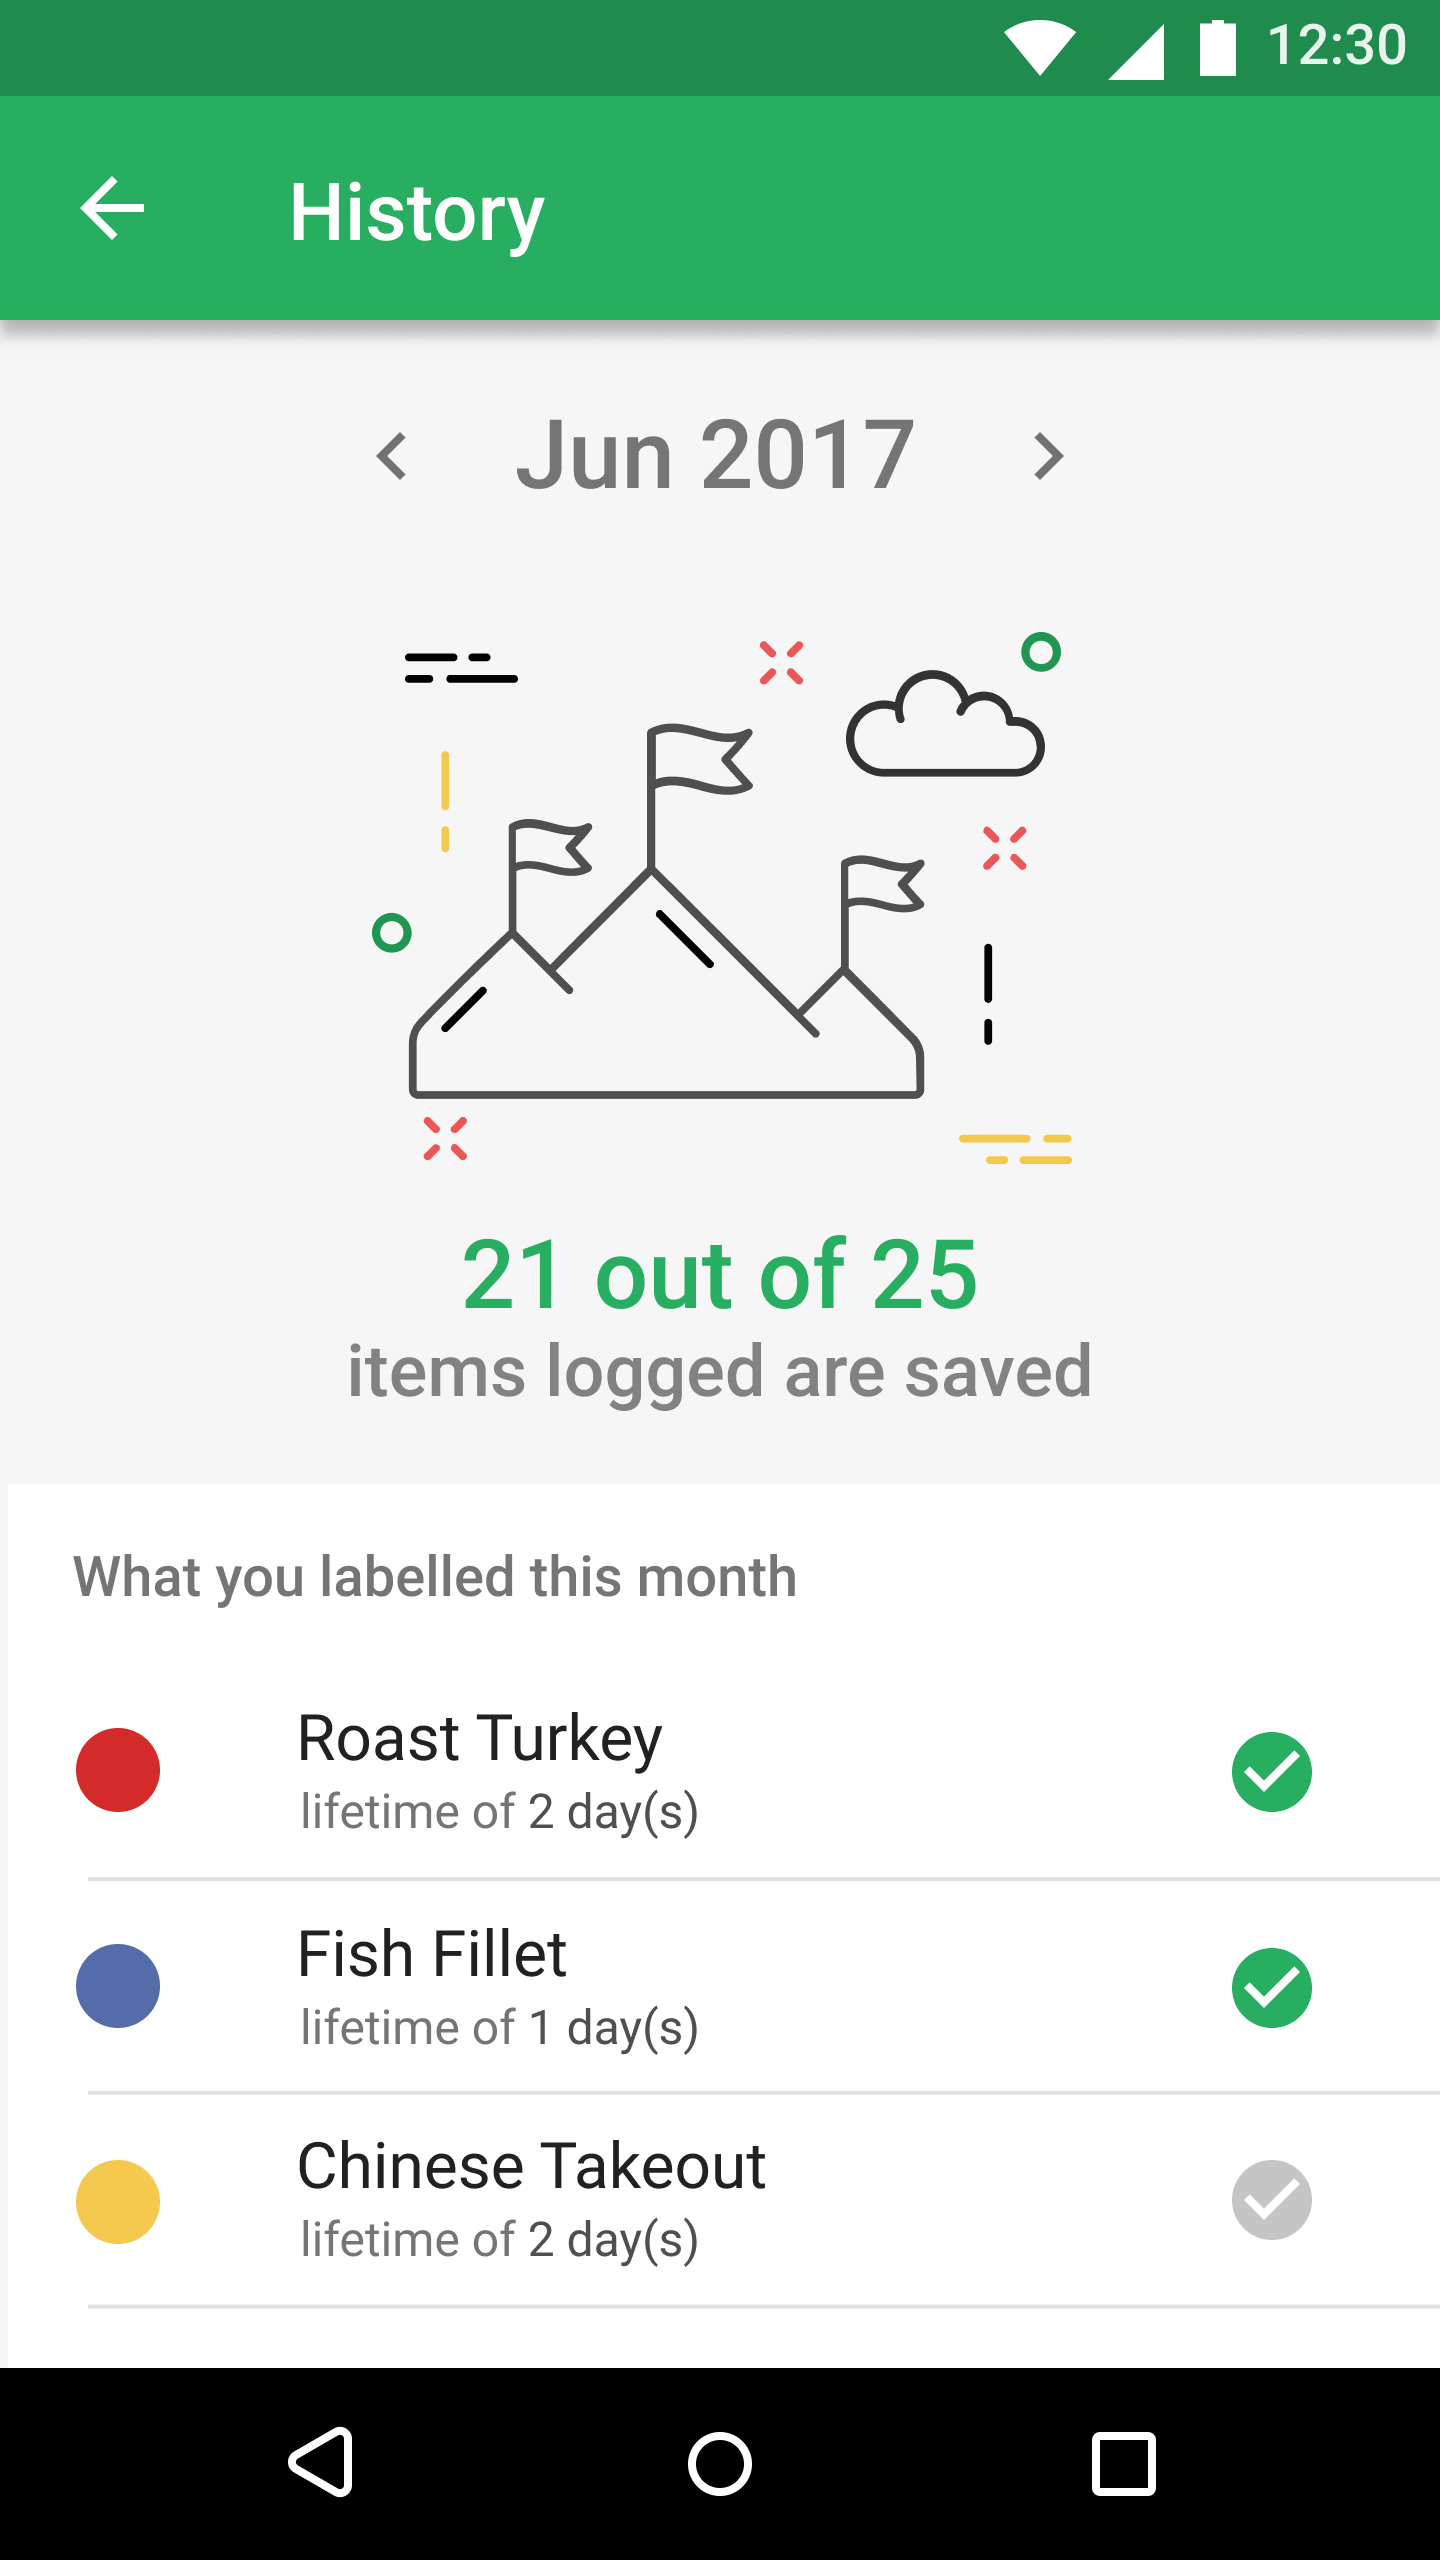 12:30
History
Jun 2017
21 out of 25
items logged are saved
What you labelled this month
Roast Turkey
lifetime of 2 day(s)
Fish Fillet
lifetime of 1 day(s)
Chinese Takeout
lifetime of 2 day(s)